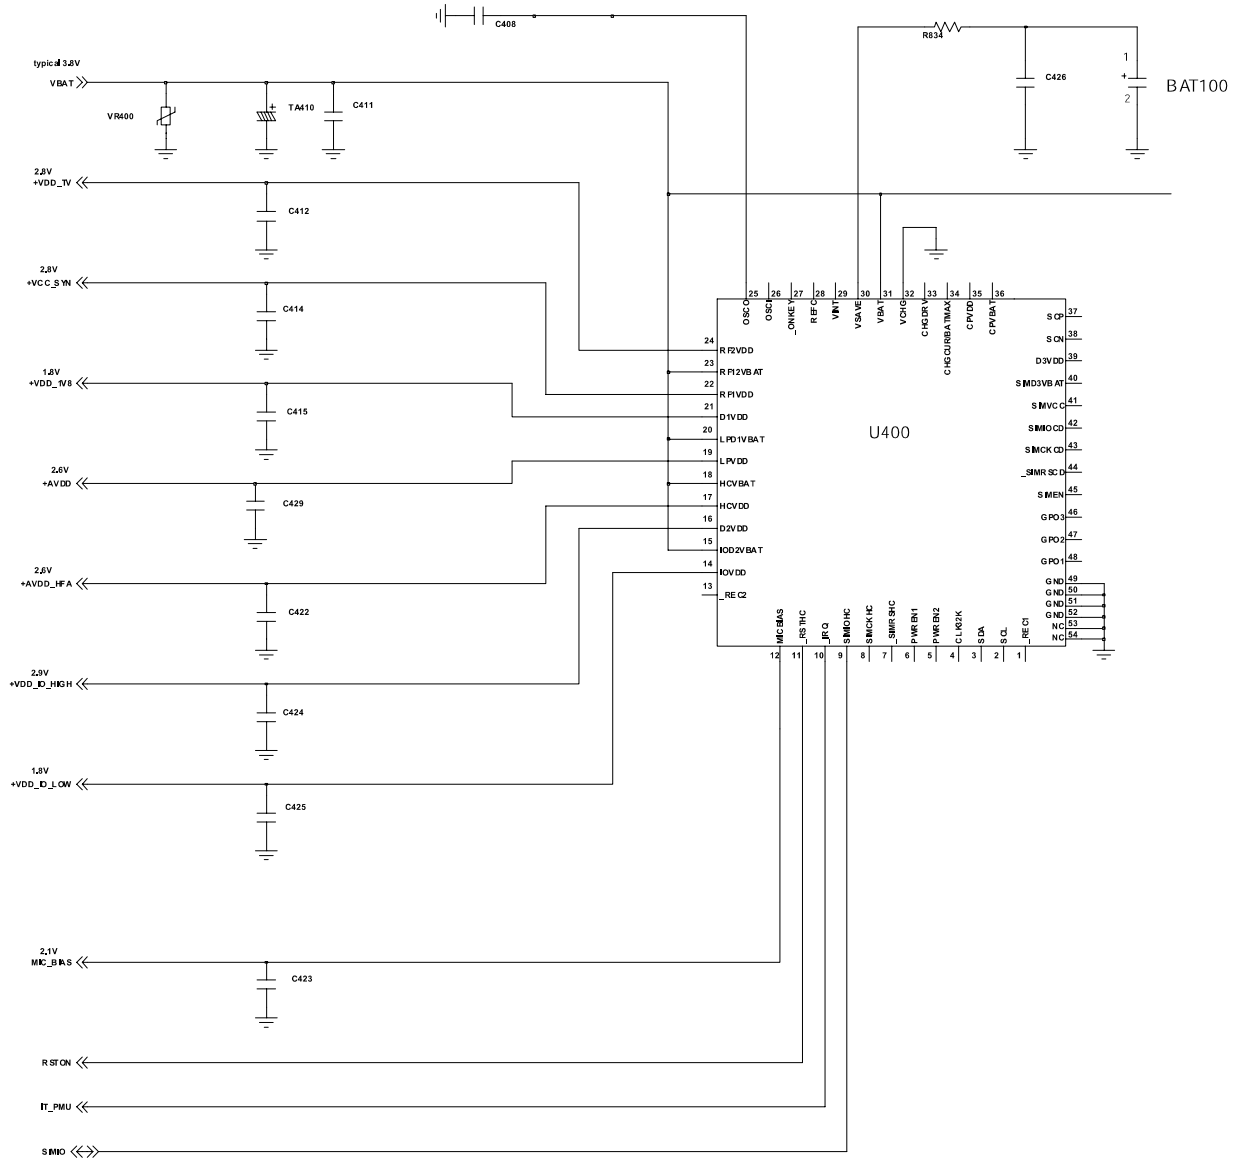 C408
R834
typical 3.8V
VBAT
C426
1
+
2
BAT100
VR400
+
TA410
C411
2.8V
+VDD_TV
C412
2.8V
+VCC_SYN
C414
1.8V
+VDD_1V8
C415
2.6V
+AVDD
C429
2.6V
+AVDD_HFA
C422
2.9V
+VDD_IO_HIGH
C424
1.8V
+VDD_IO_LOW
C425
2.1V
MIC_BIAS
C423
RSTON
IT_PMU
SIMIO
U400
25 OSCO
26 OSCI
27 _ONKEY
28 REFC
29 VINT
30 VSAVE
31 VBAT
32 VCHG
33 CHGDRV
34 CHGCUR/BATMAX
35 CPVDD
36 CPVBAT
24 RF2VDD
23 RF12VBAT
22 RF1VDD
21 D1VDD
20 LPD1VBAT
19 LPVDD
18 HCVBAT
17 HCVDD
16 D2VDD
15 IOD2VBAT
14 IOVDD
13 _REC2
SCP 37
SCN 38
D3VDD 39
SIMD3VBAT 40
SIMVCC 41
SIMIOCD 42
SIMCKCD 43
_SIMRSCD 44
SIMEN 45
GPO3 46
GPO2 47
GPO1 48
GND 49
GND 50
GND 51
GND 52
NC 53
NC 54
MICBIAS 12
_RSTHC 11
_IRQ 10
SIMIOHC 9
SIMCKHC 8
_SIMRSHC 7
PWREN1 6
PWREN2 5
CLK32K 4
SDA 3
SCL 2
_REC1 1